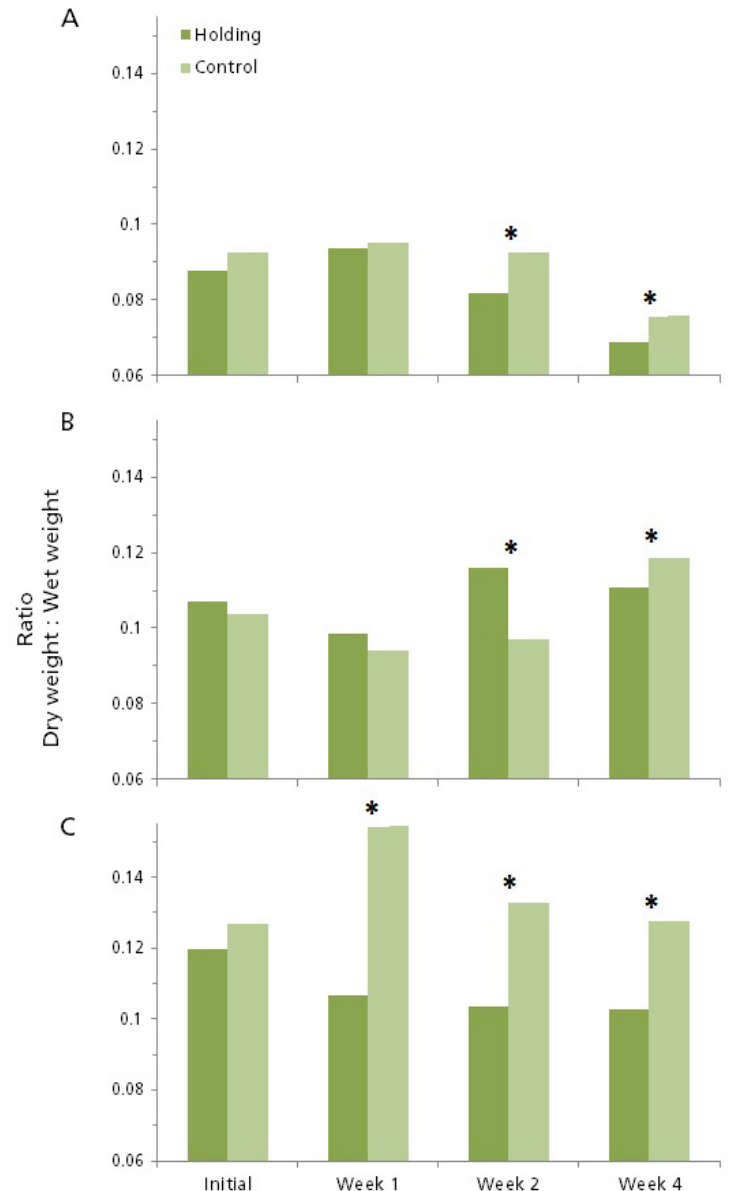 A
Holding
Control
0.14
0.12
0.1
0.08
0.06
B
0.14
0.12
0.1
0.08
0.06
Ratio
Dry weight : Wet weight
C
0.14
0.12
0.1
0.08
0.06
Initial Week 1 Week 2 Week 4
* *
* *
* * *